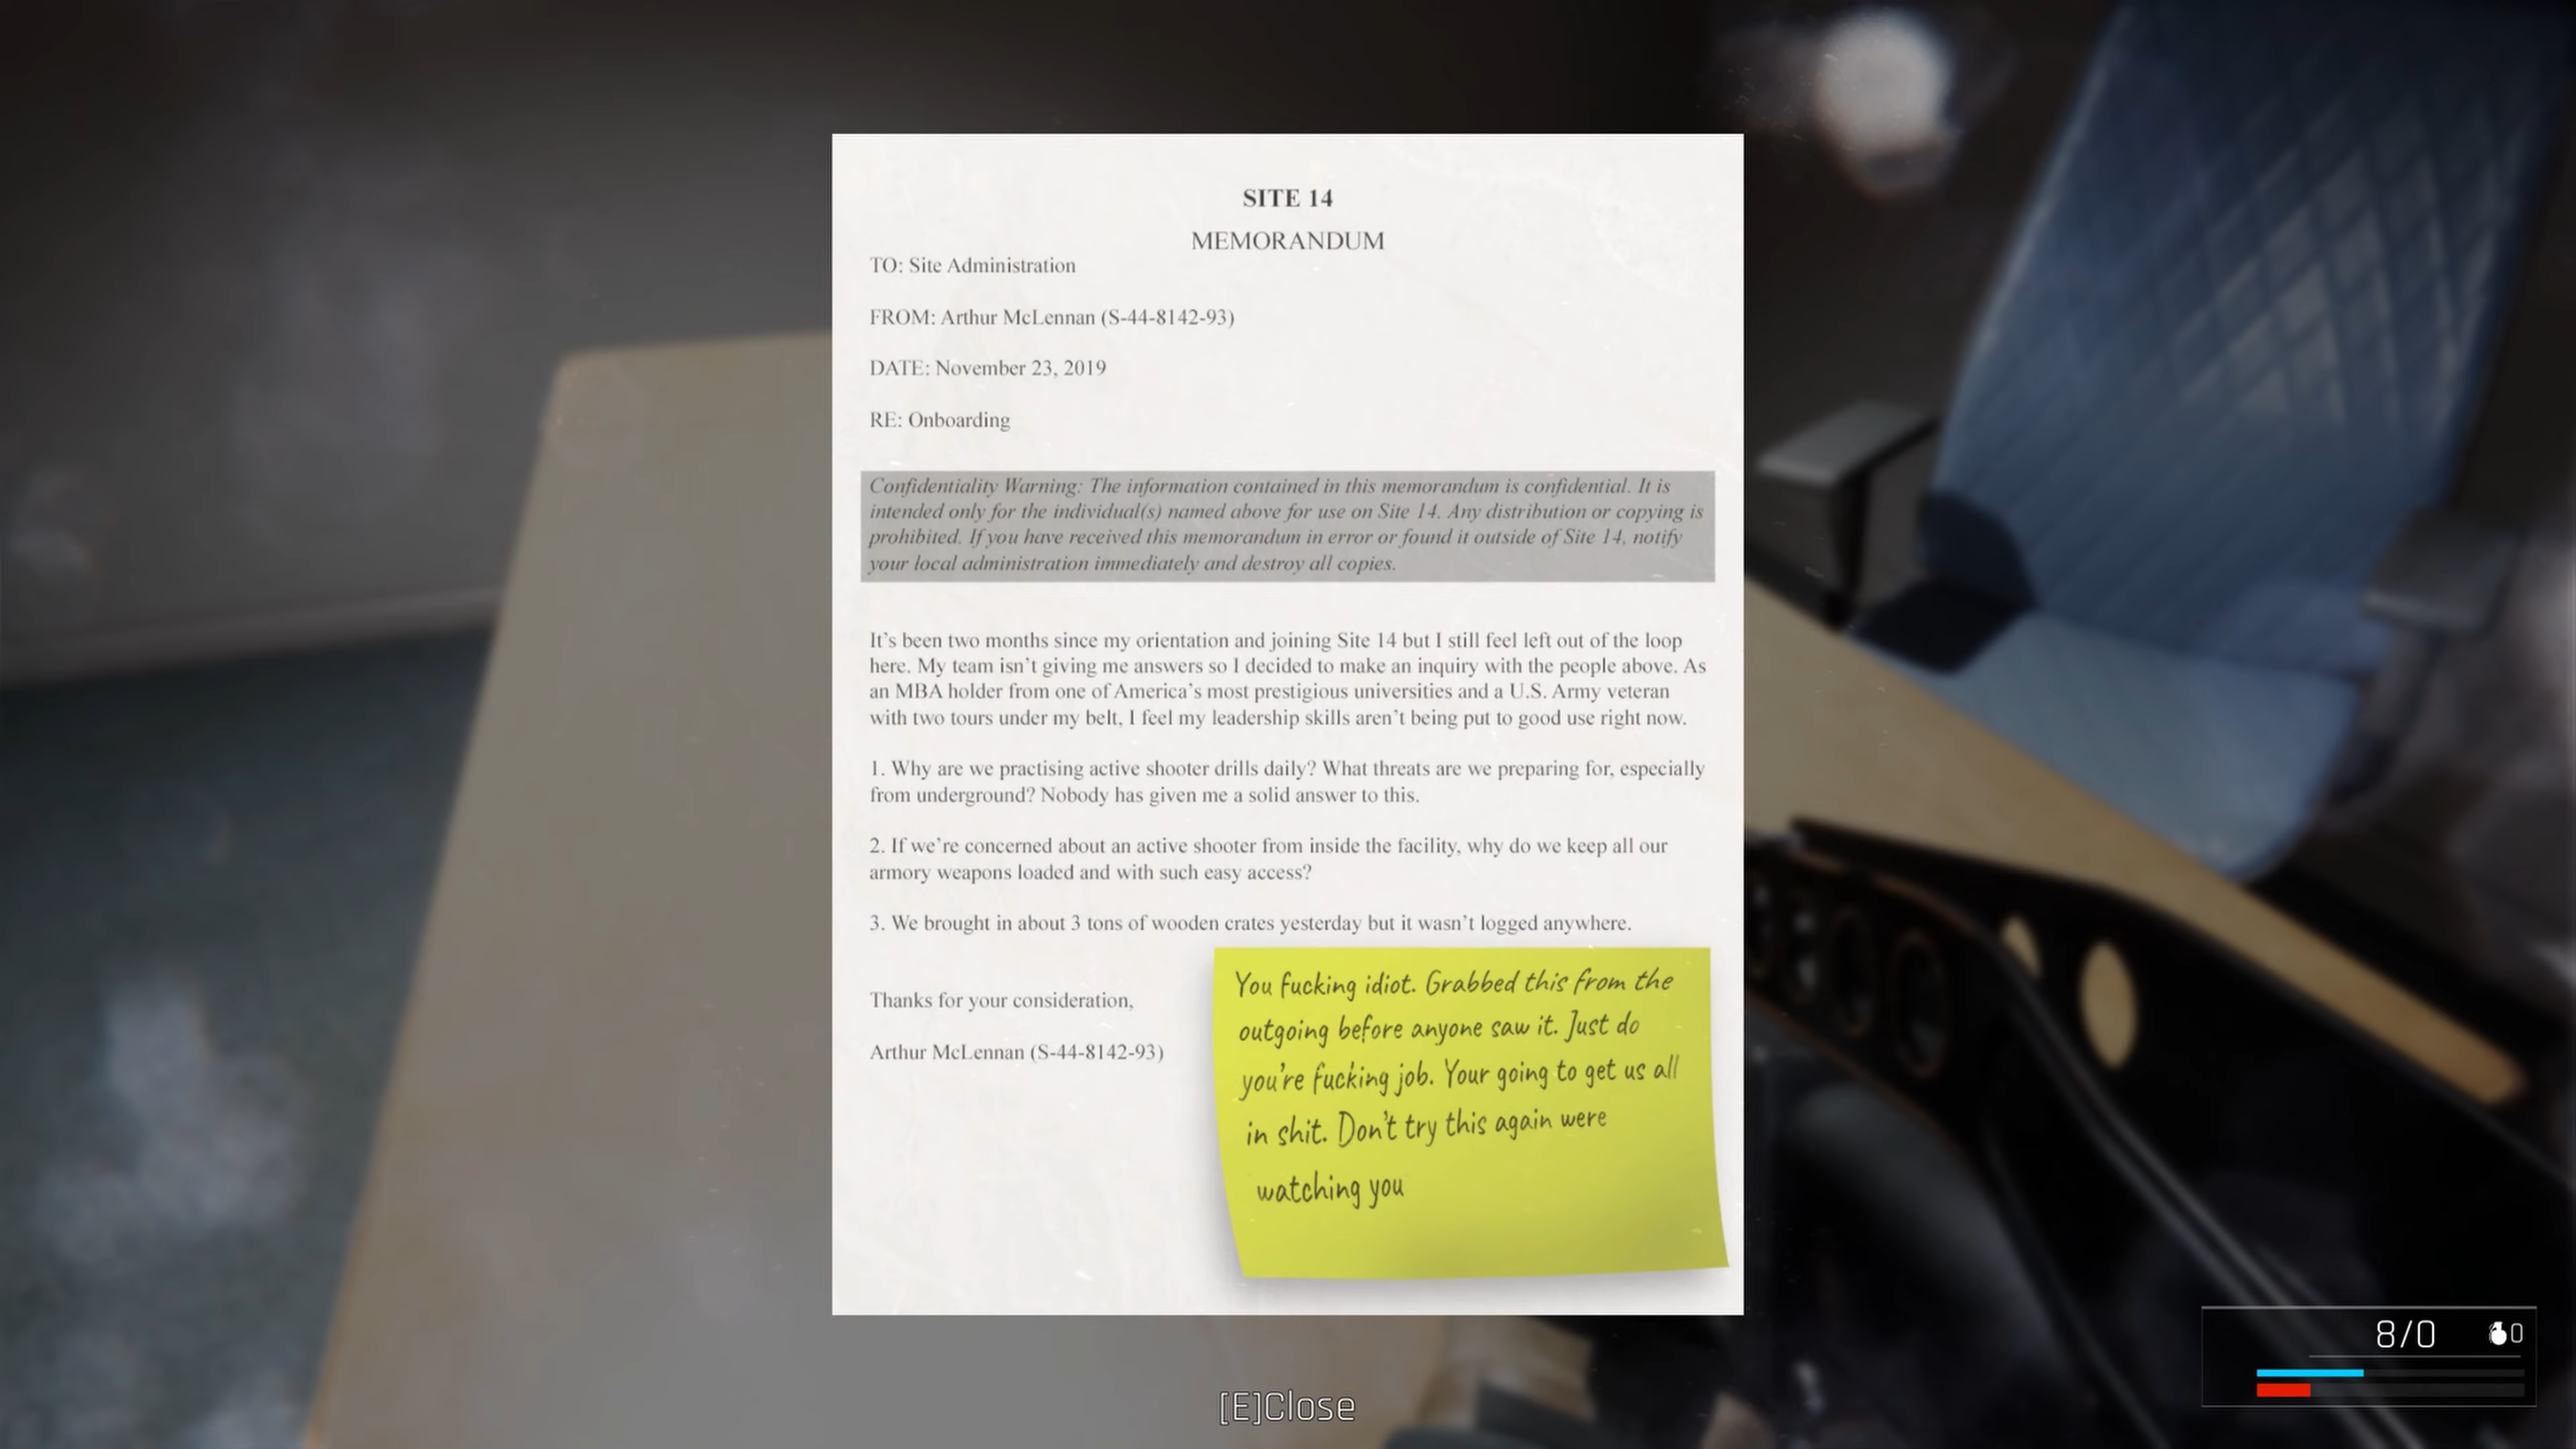 SITE 14
MEMORANDUM
TO: Site Administration
FROM: Arthur McLennan (S-44-8142-93)
DATE: November 23, 2019
RE: Onboarding
Confidentiality Warning: The information contained in this memorandum is confidential. It is
intended only for the individual(s) named above for use on Site 14. Any distribution or copying is
prohibited. If you have received this memorandum in error or found it outside of Site 14, notify
your local administration immediately and destroy all copies.
It's been two months since my orientation and joining Site 14 but I still feel left out of the loop
here. My team isn't giving me answers so I decided to make an inquiry with the people above. As
an MBA holder from one of America's most prestigious universities and a U.S. Army veteran
with two tours under my belt, I feel my leadership skills aren't being put to good use right now.
1. Why are we practising active shooter drills daily? What threats are we preparing for, especially
from underground? Nobody has given me a solid answer to this.
2. If we're concerned about an active shooter from inside the facility, why do we keep all our
armory weapons loaded and with such easy access?
3. We brought in about 3 tons of wooden crates yesterday but it wasn't logged anywhere.
Thanks for your consideration,
Arthur McLennan (S-44-8142-93)
You fucking idiot. Grabbed this from the
outgoing before anyone saw it. Just do
you're fucking job. Your going to get us all
in shit. Don't try this again were
watching you
8/0
0
[E]Close